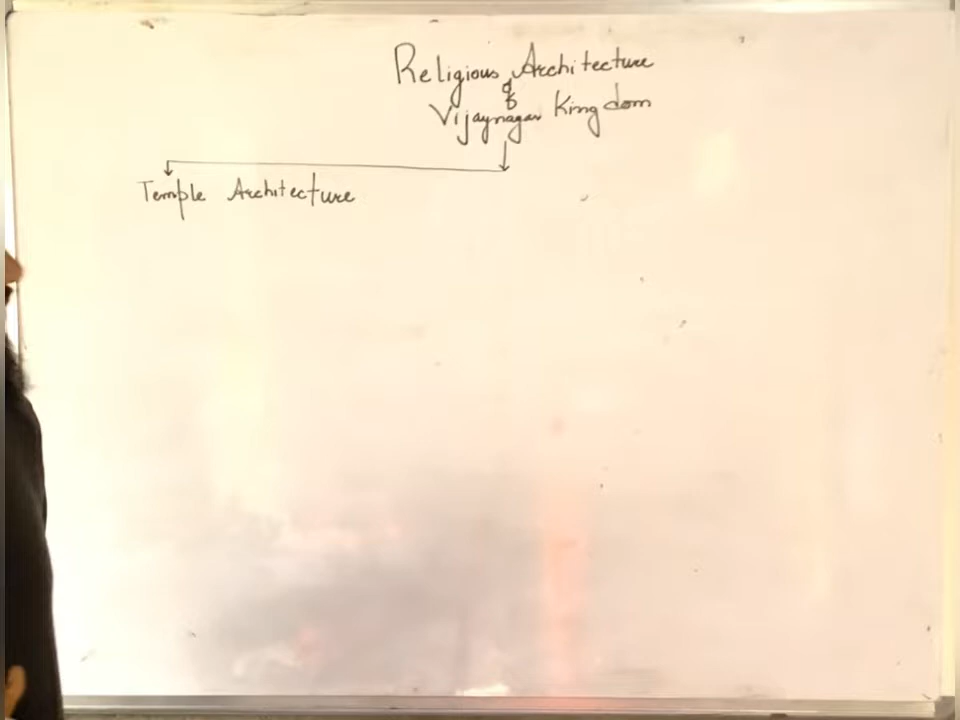 Religious Architecture
of
Vijaynagar Kingdom
Temple Architecture